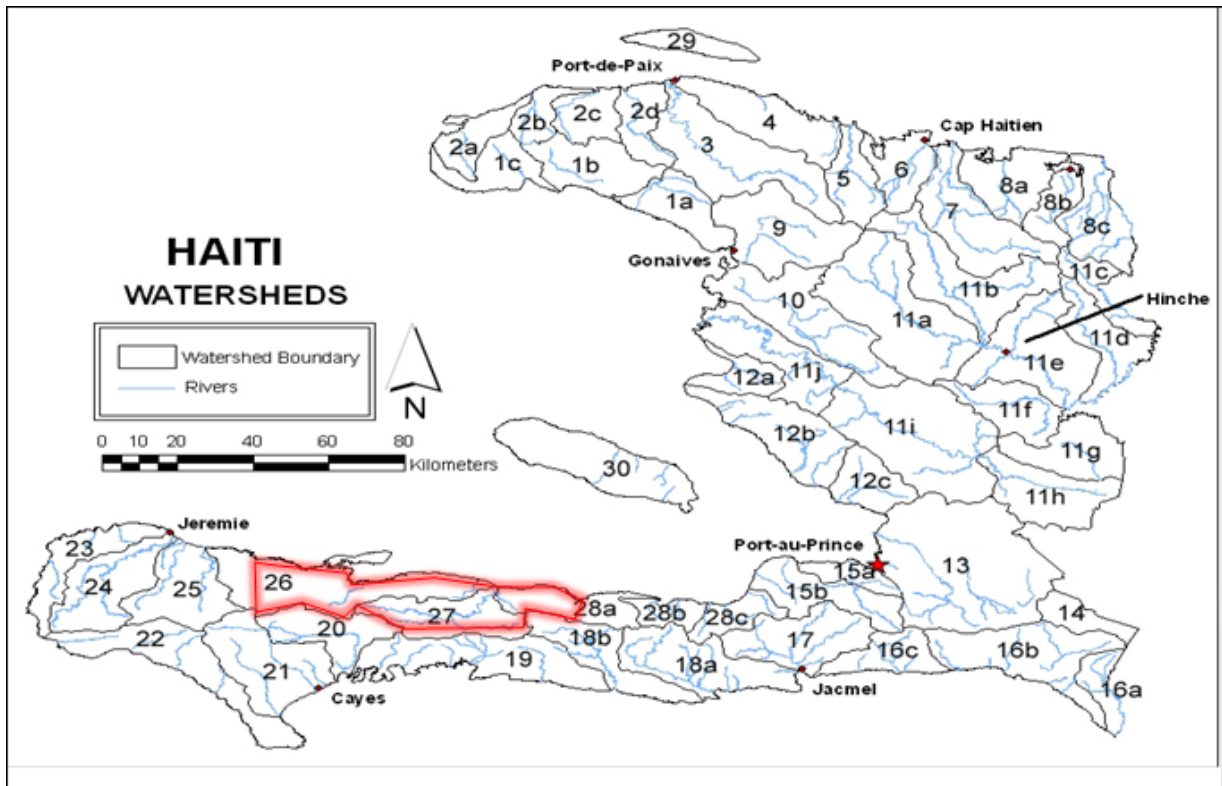 29
Port-de-Paix
2b
2c
2d
4
Cap Haitien
2a
1c
1b
3
5
6
8a
8b
1a
7
8c
9
HAITI
WATERSHEDS
Gonaives
11c
10
11b
Hinche
11a
11d
Watershed Boundary
Rivers
N
12a
11j
11e
11f
0 10 20 40 60 80
Kilometers
12b
11i
11g
30
12c
11h
Jeremie
23
Port-au-Prince
24
25
26
15a
13
15b
27
28a
28b
28c
14
22
20
18b
17
21
19
18a
16c
16b
16a
Cayes
Jacmel